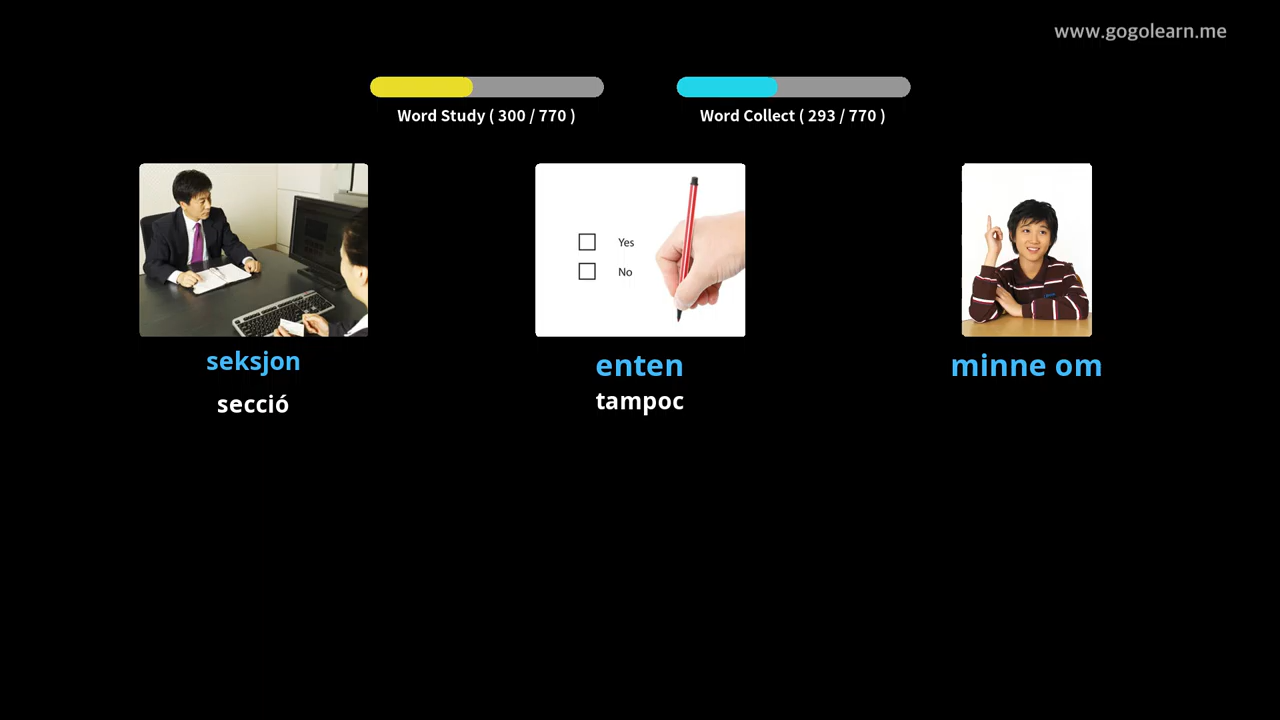 www.gogolearn.me
Word Study ( 300 / 770 )
Word Collect ( 293 / 770 )
Yes
No
seksjon
enten
minne om
secció
tampoc